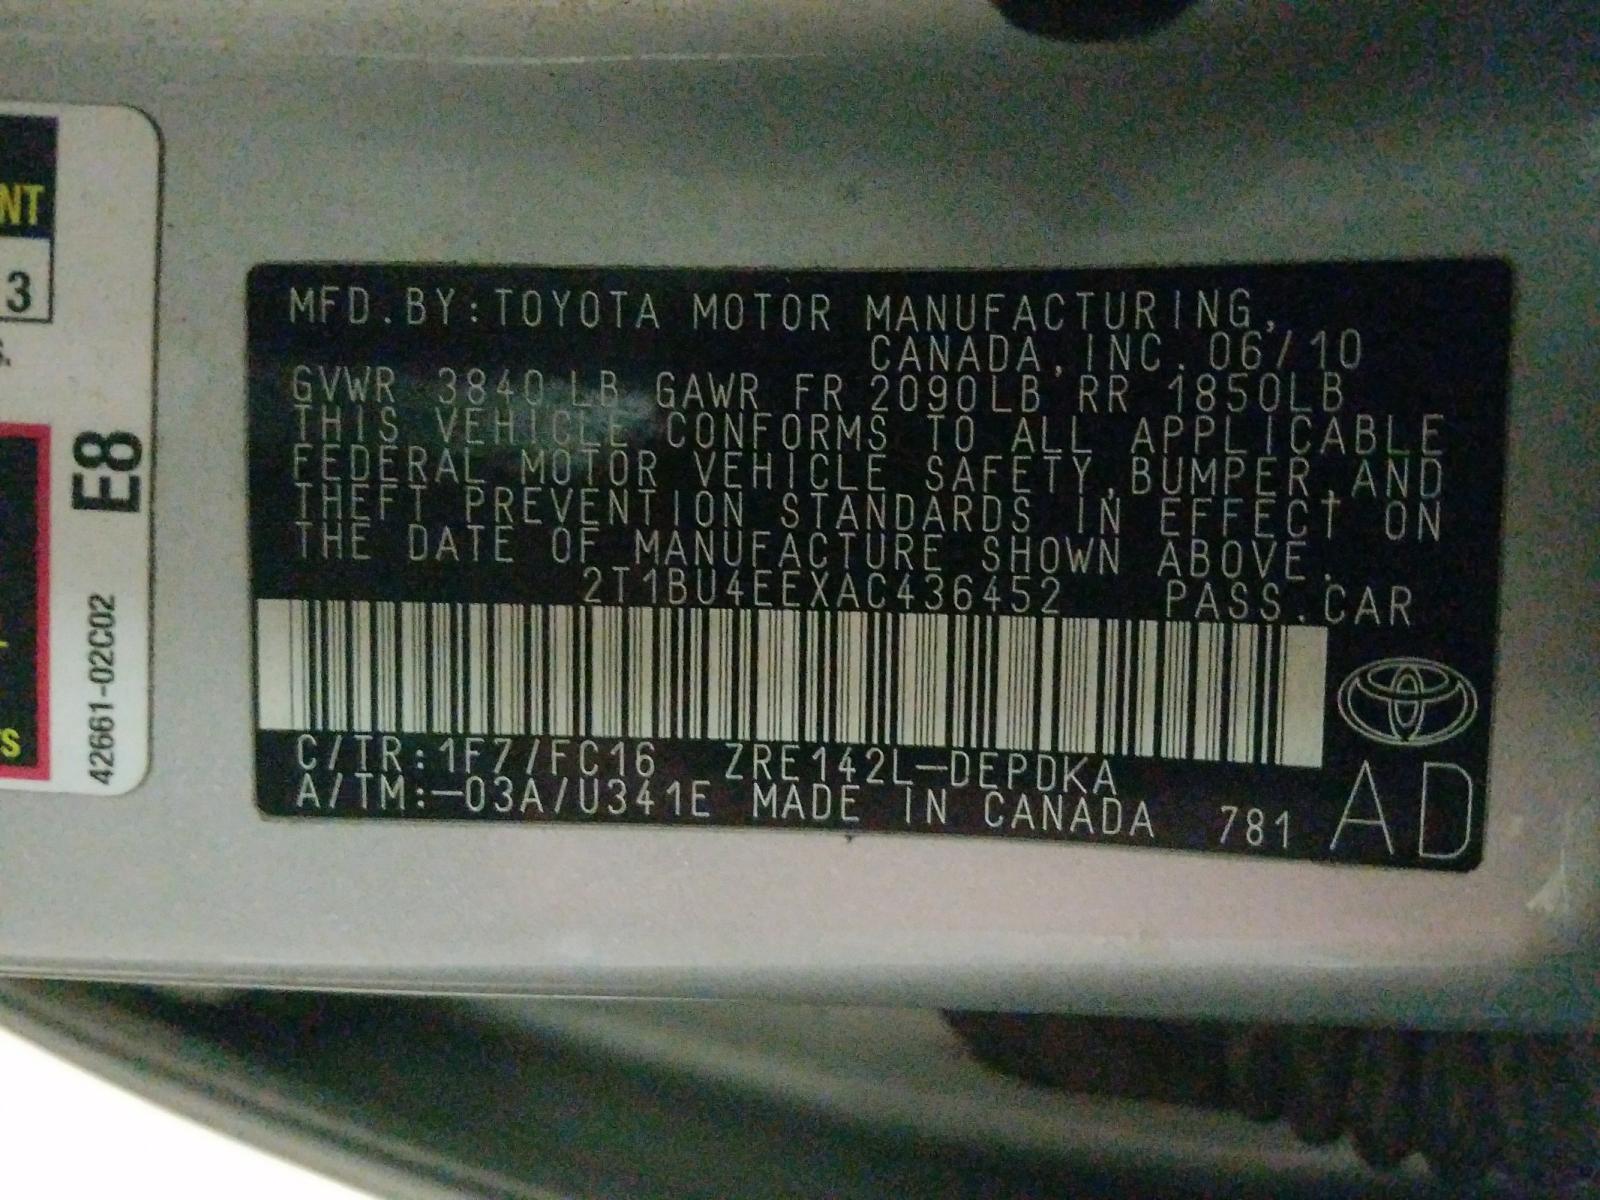 NT
3
S.
E8
42661-02C02
TS
MFD.BY:TOYOTA MOTOR MANUFACTURING,
CANADA,INC.06/10
GVWR 3840LB GAWR FR 2090LB RR 1850LB
THIS VEHICLE CONFORMS TO ALL APPLICABLE
FEDERAL MOTOR VEHICLE SAFETY,BUMPER,AND
THEFT PREVENTION STANDARDS IN EFFECT ON
THE DATE OF MANUFACTURE SHOWN ABOVE.
2T1BU4EEXAC436452 PASS.CAR
C/TR:1F7/FC16 ZRE142L-DEPDKA
A/TM:-03A/U341E MADE IN CANADA 781
AD